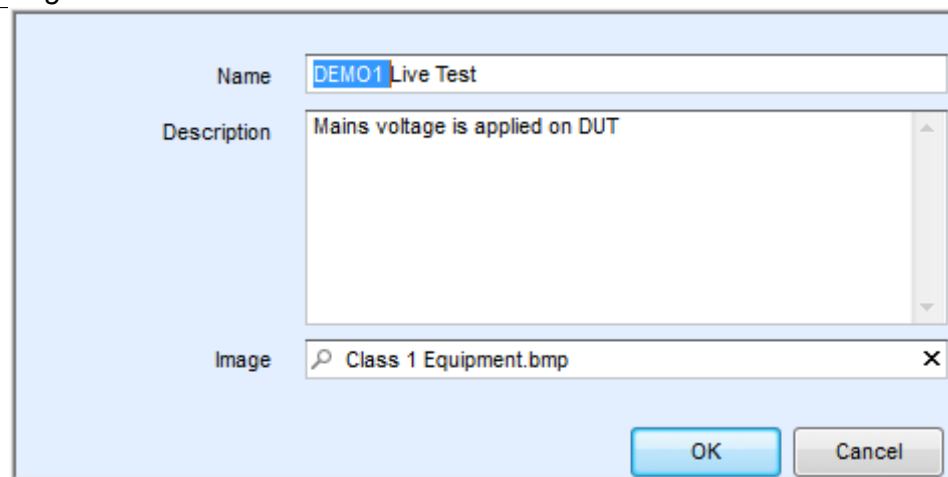 Name DEMO1 Live Test
Description Mains voltage is applied on DUT
Image Class 1 Equipment.bmp
OK Cancel